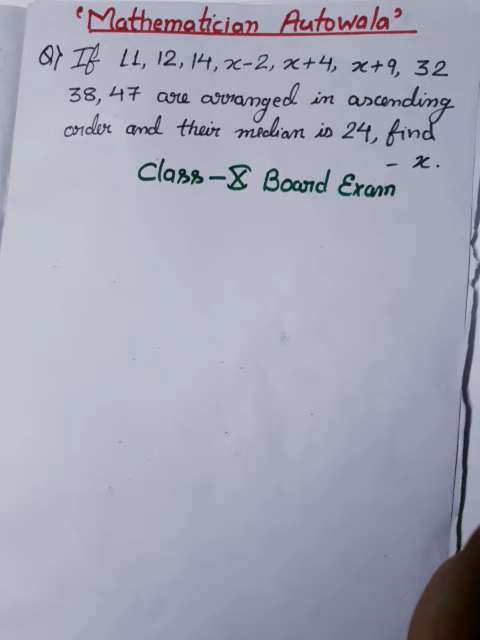 'Mathematician Autowala'
Q) If 11, 12, 14, x-2, x+4, x+9, 32
38, 47 are arranged in ascending
order and their median is 24, find
- x.
Class-X Board Exam